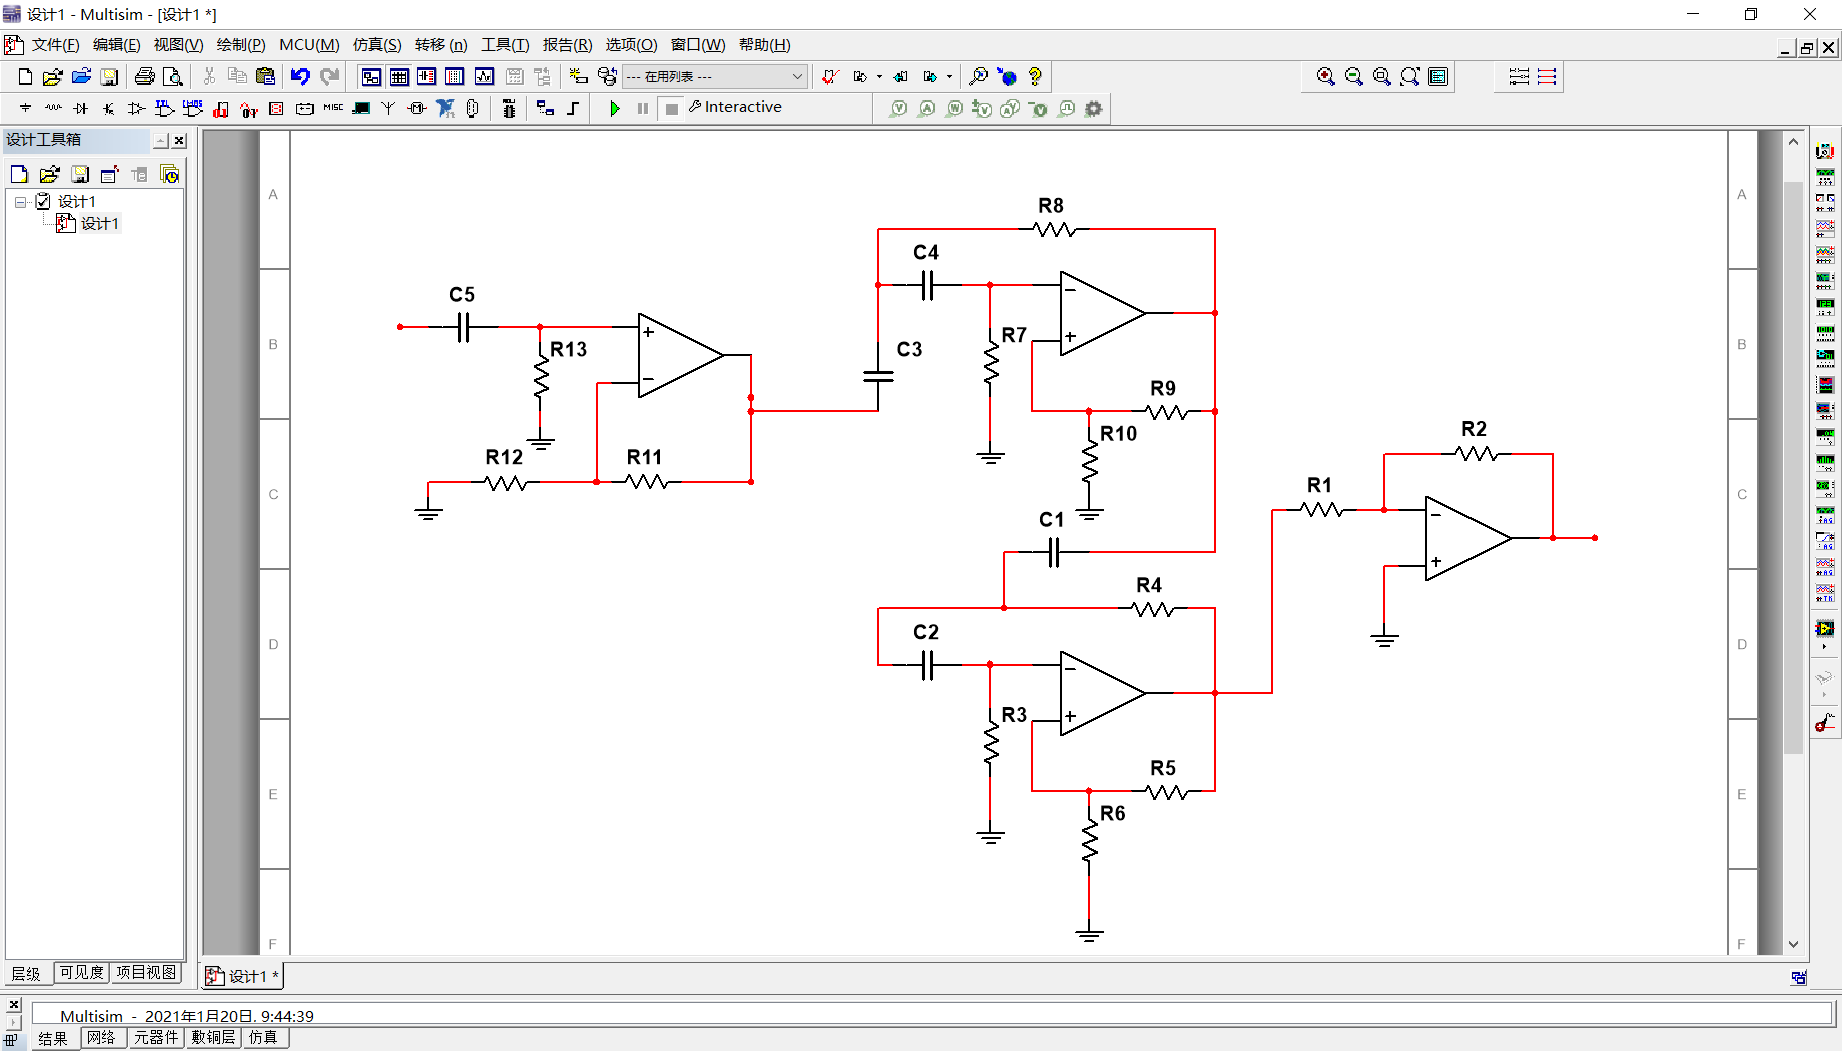 设计1 - Multisim - [设计1 *]
文件(F) 编辑(E) 视图(V) 绘制(P) MCU(M) 仿真(S) 转移 (n) 工具(T) 报告(R) 选项(O) 窗口(W) 帮助(H)
--- 在用列表 ---
MISC
Interactive
设计工具箱
设计1
设计1
A
A
B
B
C
C
D
D
E
E
F
F
R8
C4
C5
R7
R13
C3
R9
R10
R12
R11
R2
R1
C1
R4
C2
R3
R5
R6
+
−
−
+
−
+
−
+
层级 可见度 项目视图
设计1 *
Multisim - 2021年1月20日, 9:44:39
结果 网络 元器件 敷铜层 仿真